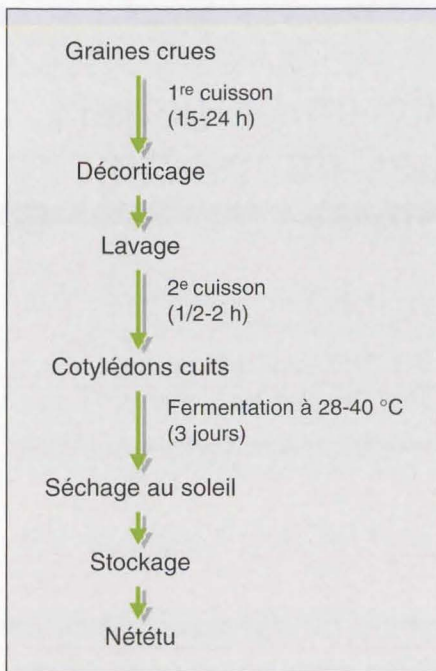 Graines crues
1re cuisson
(15-24 h)
Décorticage
Lavage
2e cuisson
(1/2-2 h)
Cotylédons cuits
Fermentation à 28-40 °C
(3 jours)
Séchage au soleil
Stockage
Nététu